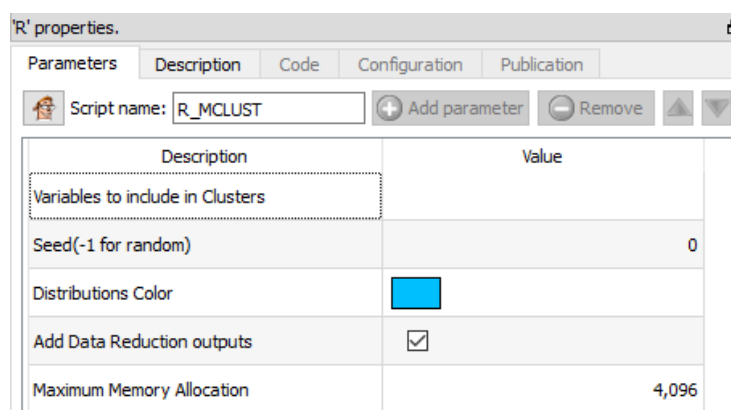 'R' properties.
Parameters Description Code Configuration Publication
Script name: R_MCLUST Add parameter Remove
Description Value
Variables to include in Clusters
Seed(-1 for random) 0
Distributions Color
Add Data Reduction outputs
Maximum Memory Allocation 4,096